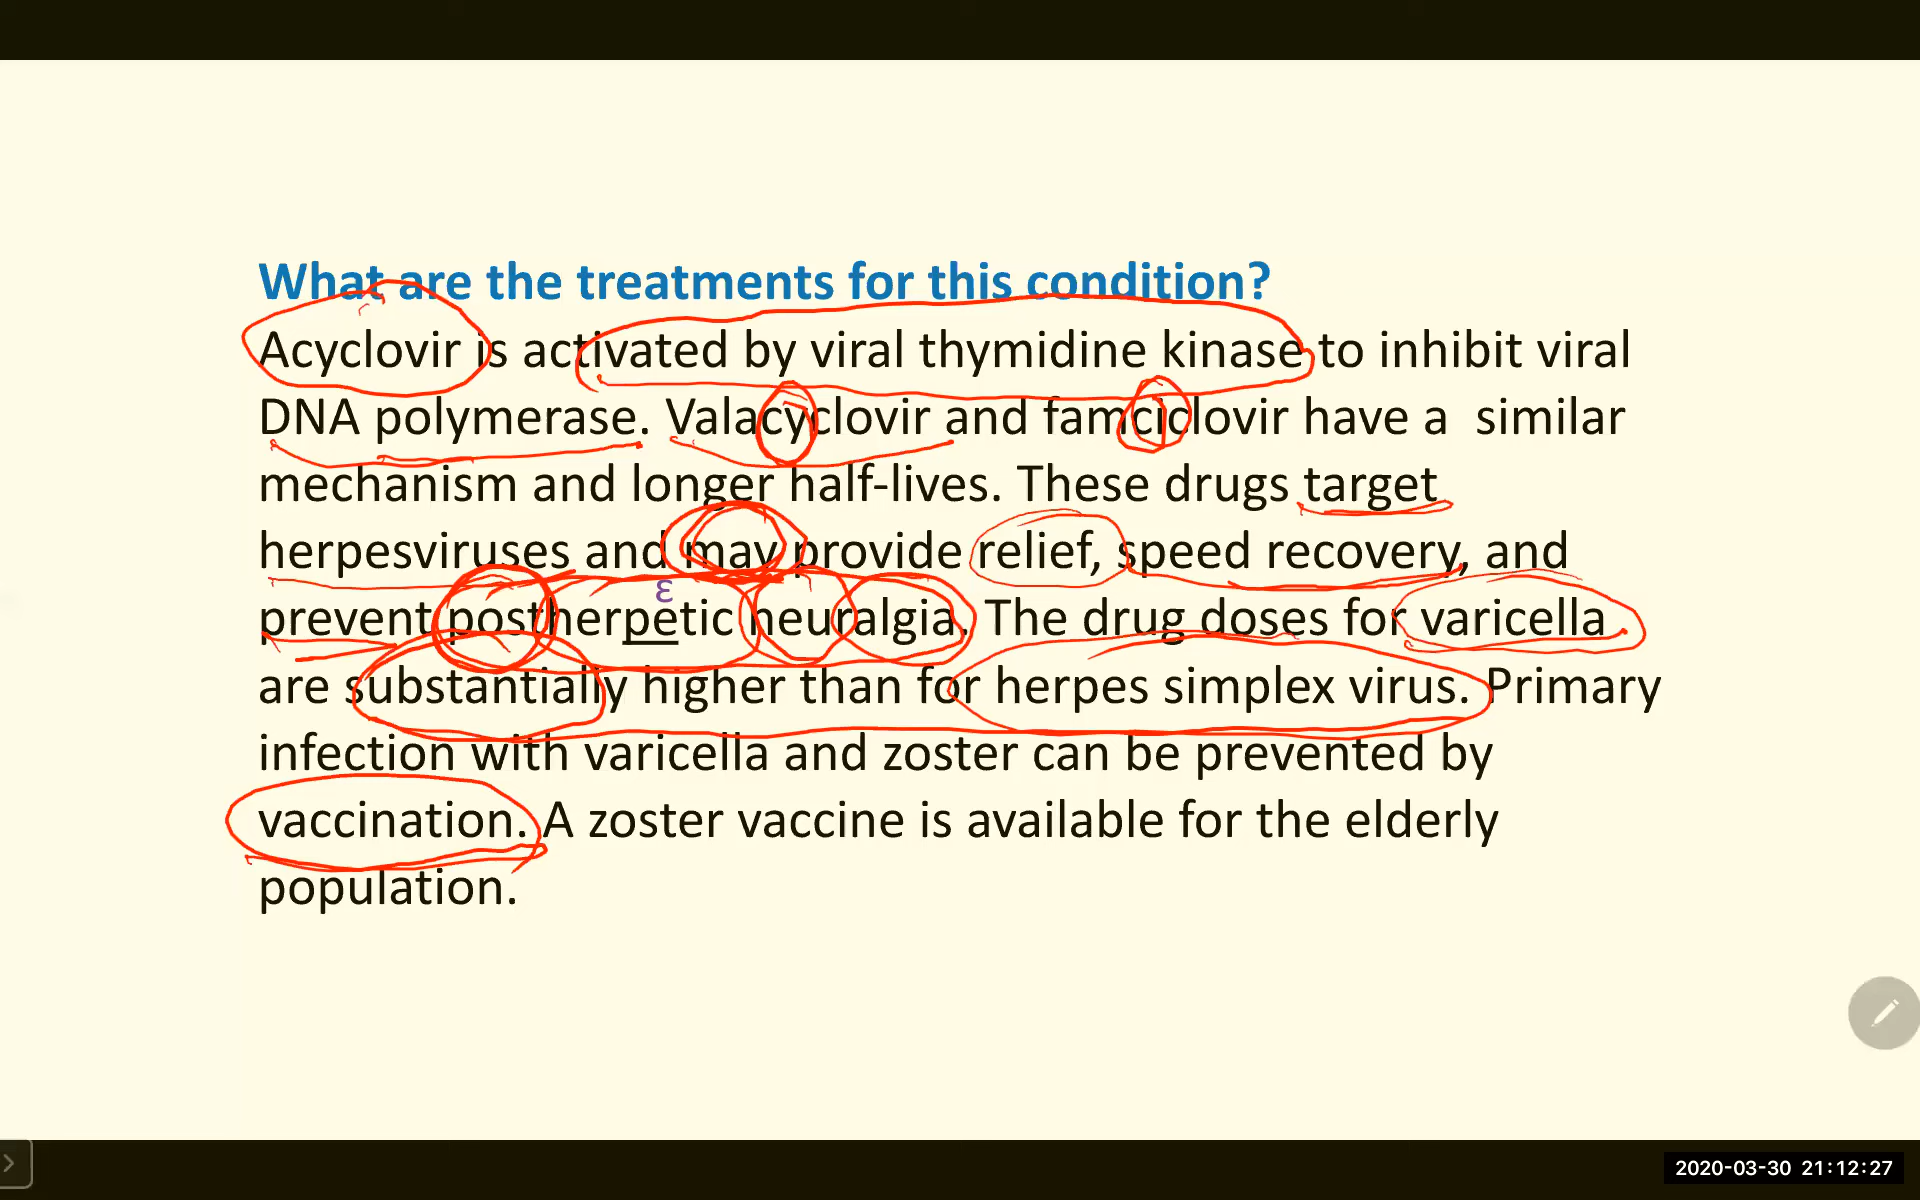 What are the treatments for this condition?
Acyclovir is activated by viral thymidine kinase to inhibit viral
DNA polymerase. Valacyclovir and famciclovir have a  similar
mechanism and longer half-lives. These drugs target
herpesviruses and may provide relief, speed recovery, and
ε
prevent postherpetic neuralgia. The drug doses for varicella
are substantially higher than for herpes simplex virus. Primary
infection with varicella and zoster can be prevented by
vaccination. A zoster vaccine is available for the elderly
population.
2020-03-30 21:12:27